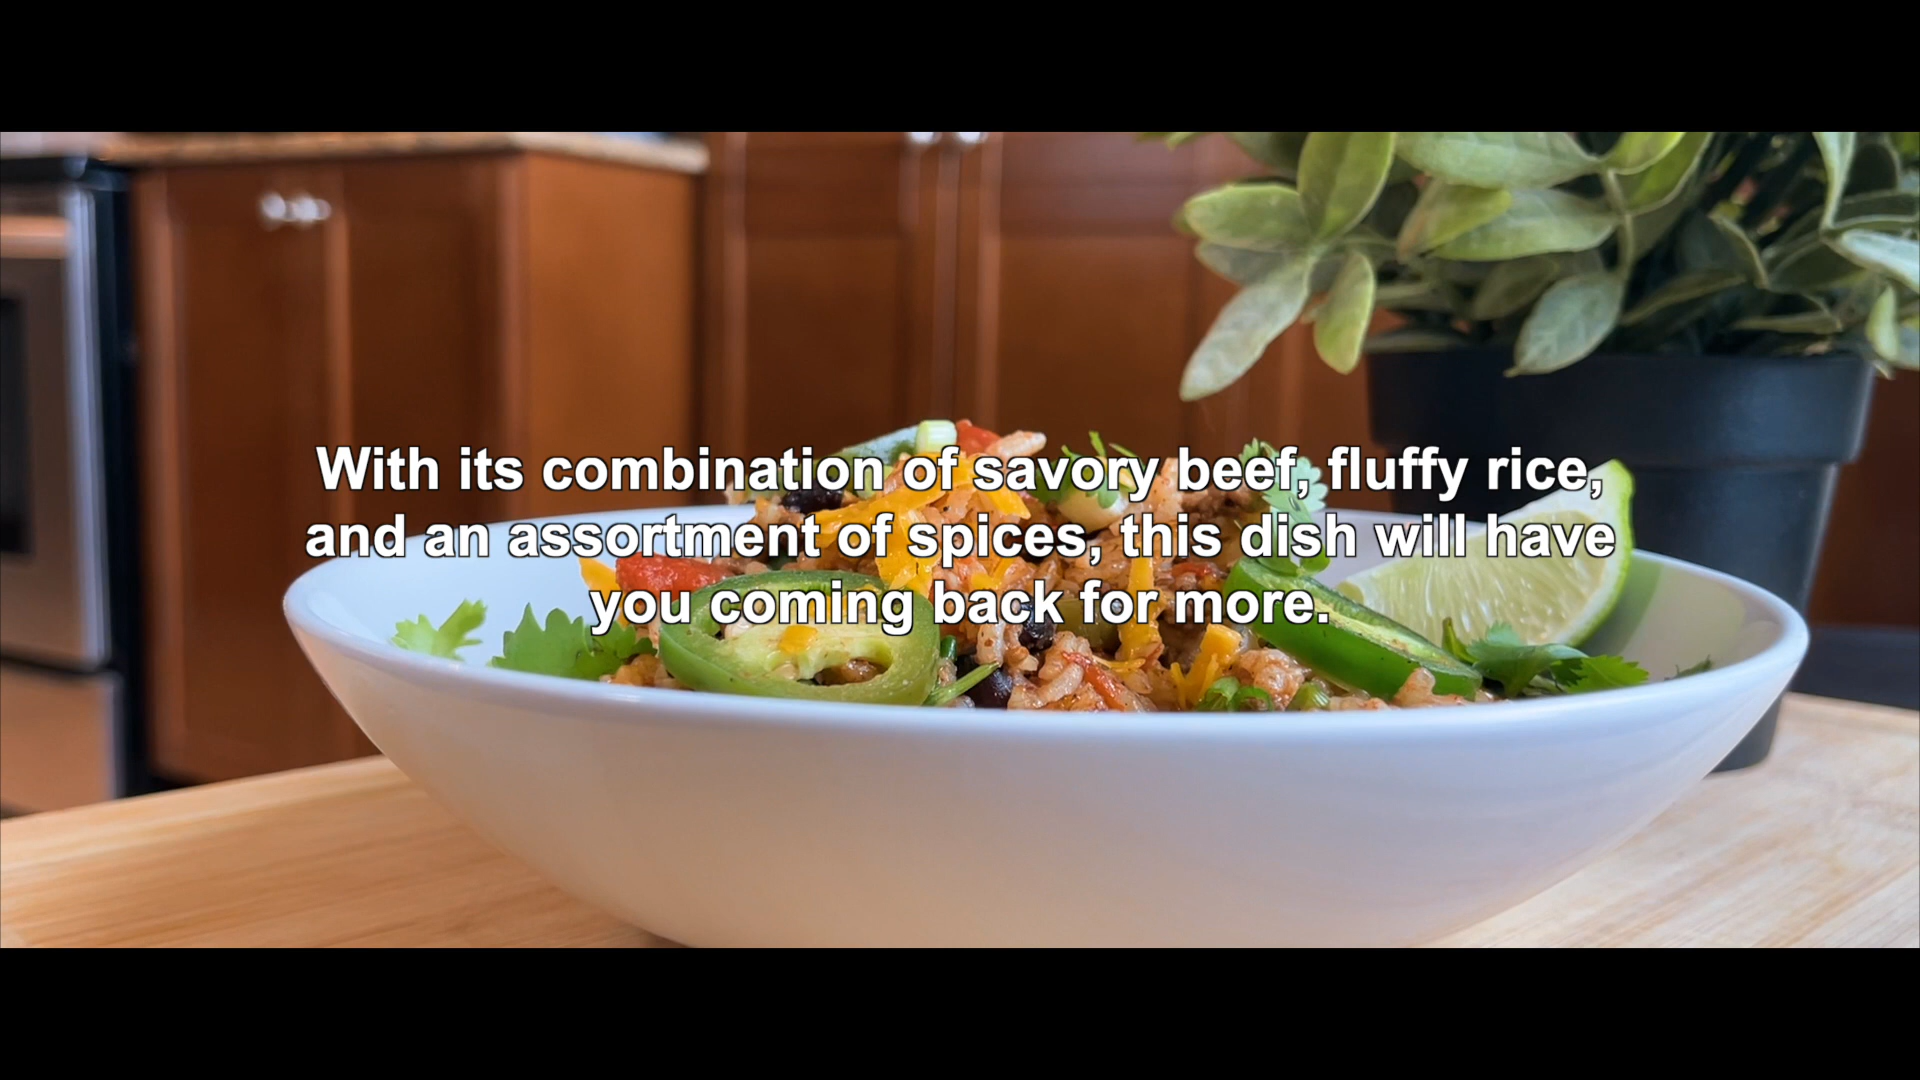 With its combination of savory beef, fluffy rice,
and an assortment of spices, this dish will have
you coming back for more.